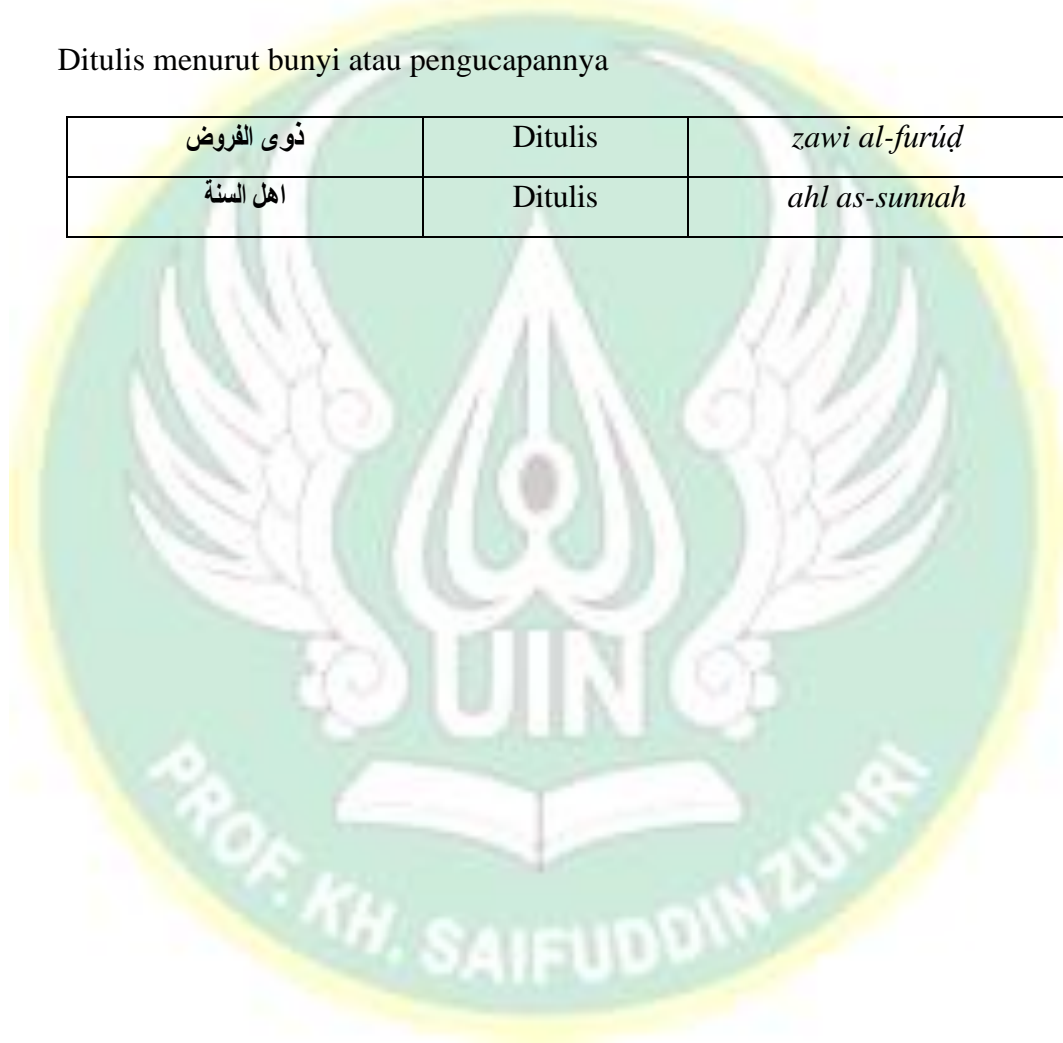 Ditulis menurut bunyi atau pengucapannya
ذوى الفروض Ditulis zawi al-furúḍ
اهل السنة Ditulis ahl as-sunnah
UIN
PROF. KH. SAIFUDDIN ZUHRI